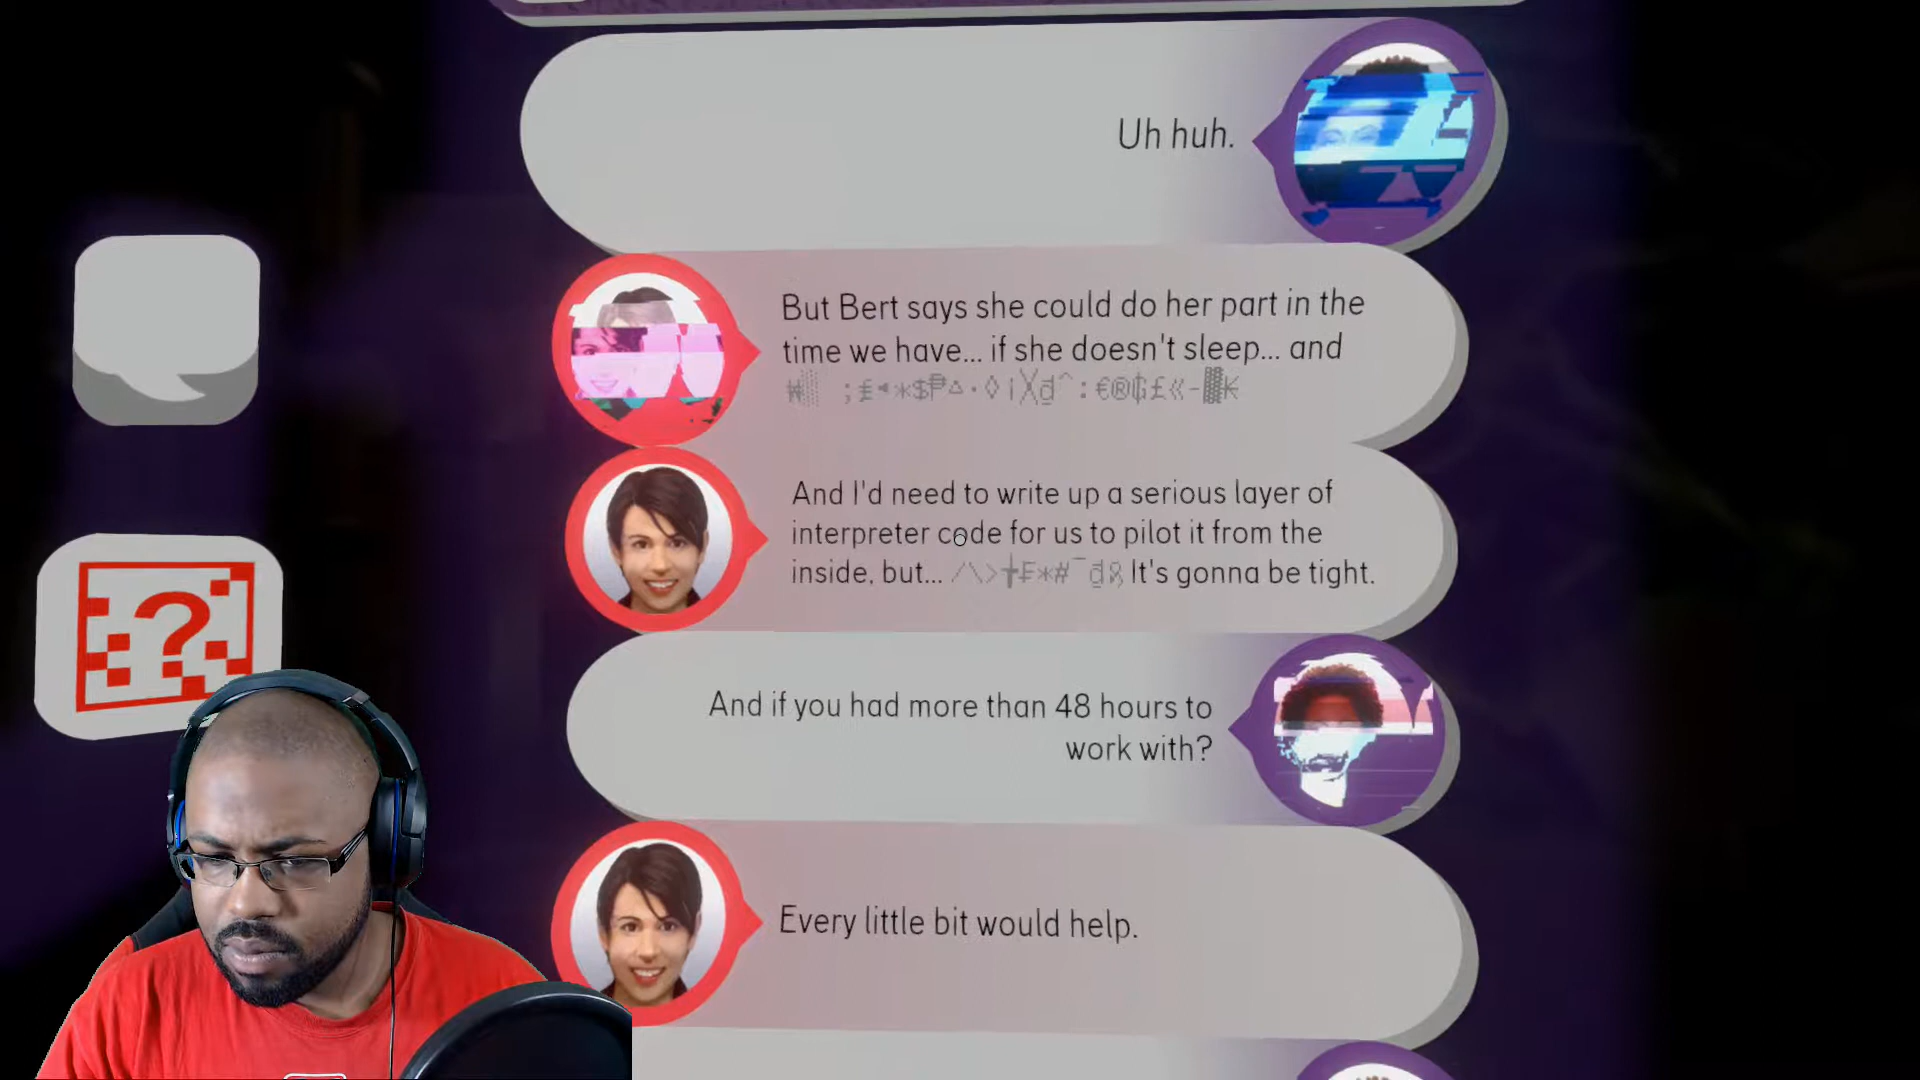 Uh huh.
But Bert says she could do her part in the
time we have... if she doesn't sleep... and
And I'd need to write up a serious layer of
interpreter code for us to pilot it from the
inside, but... It's gonna be tight.
And if you had more than 48 hours to
work with?
Every little bit would help.
?